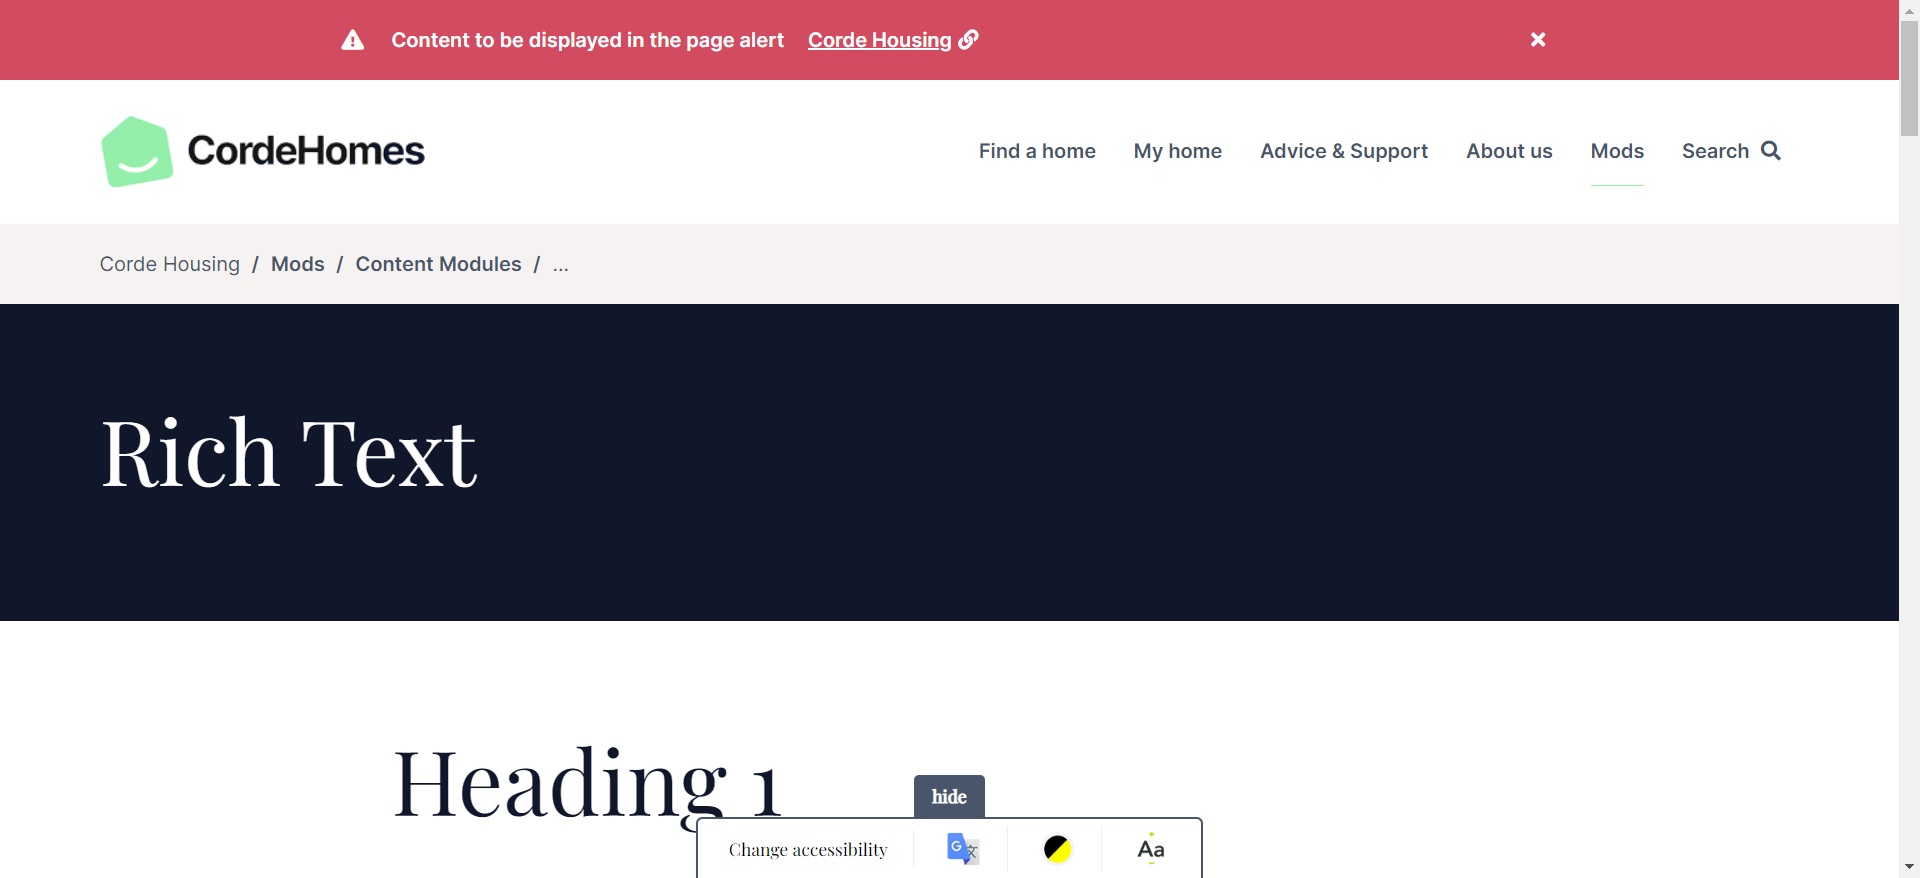 Content to be displayed in the page alert Corde Housing
CordeHomes
Find a home My home Advice & Support About us Mods Search
Corde Housing / Mods / Content Modules / ...
Rich Text
Heading 1
hide
Change accessibility G 文 Aa